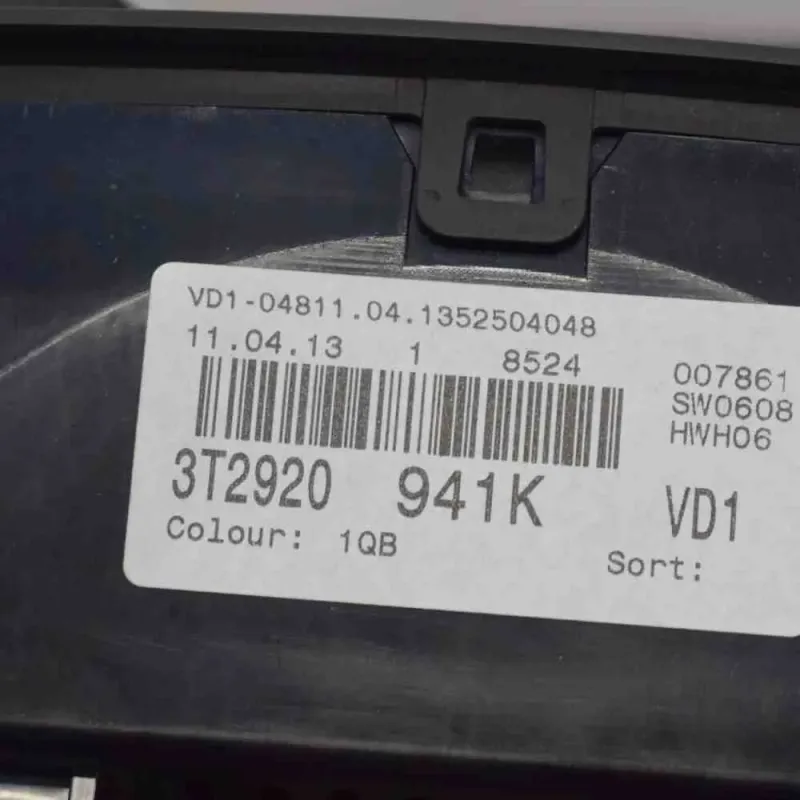 VD1-04811.04.1352504048
11.04.13 1 8524
007861
SW0608
HWH06
3T2920 941K VD1
Colour: 1QB
Sort: